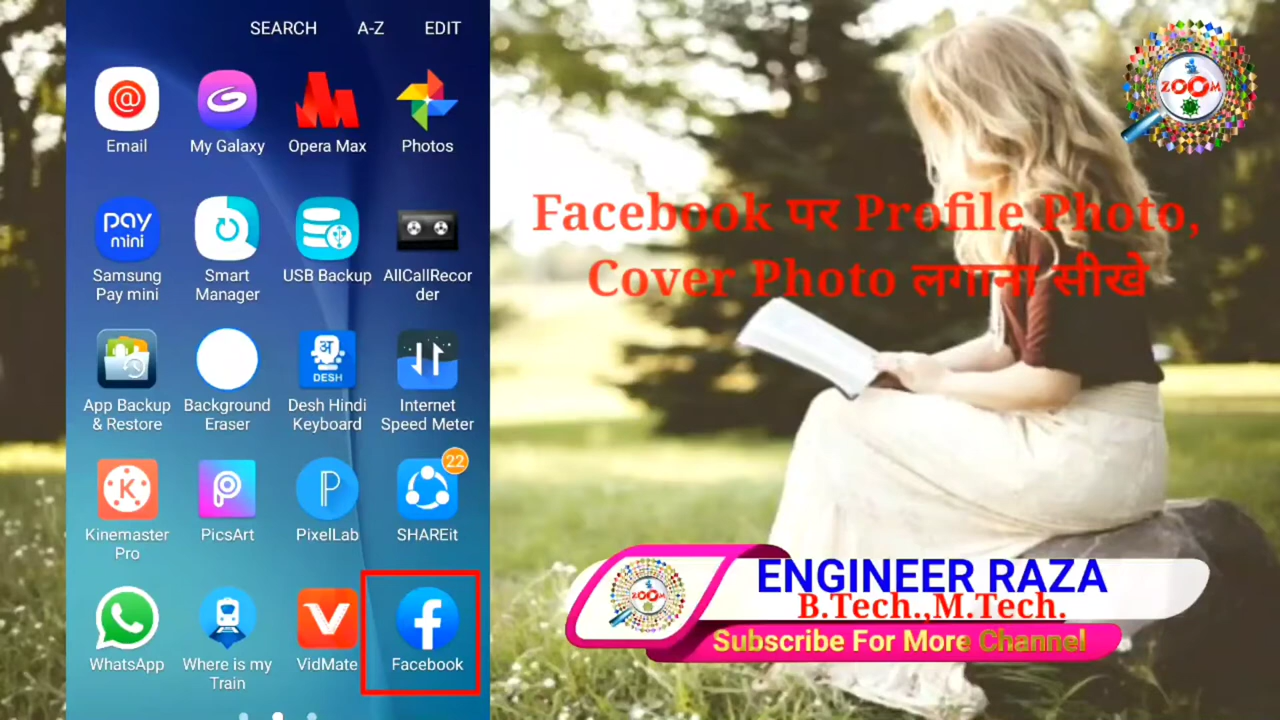 SEARCH A-Z EDIT
Email My Galaxy Opera Max Photos
pay
mini
Samsung
Pay mini
Smart
Manager
USB Backup
AllCallRecor
der
App Backup
& Restore
Background
Eraser
अ
DESH
Desh Hindi
Keyboard
Internet
Speed Meter
22
Kinemaster
Pro
PicsArt
PixelLab
SHAREit
WhatsApp
Where is my
Train
VidMate
Facebook
ZOOM
Facebook पर Profile Photo,
Cover Photo लगाना सीखे
ZOOM
ENGINEER RAZA
B.Tech.,M.Tech.
Subscribe For More Channel